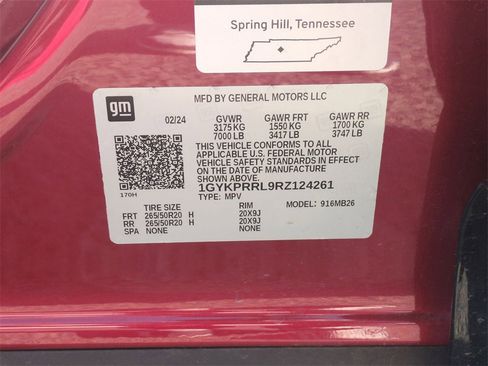 Spring Hill, Tennessee
gm
MFD BY GENERAL MOTORS LLC
02/24 GVWR GAWR FRT GAWR RR
3175 KG 1550 KG 1700 KG
7000 LB 3417 LB 3747 LB
THIS VEHICLE CONFORMS TO ALL
APPLICABLE U.S. FEDERAL MOTOR
VEHICLE SAFETY STANDARDS IN
EFFECT ON THE DATE OF
MANUFACTURE SHOWN ABOVE.
1GYKPRRL9RZ124261
170H TYPE: MPV
TIRE SIZE RIM MODEL: 916MB26
FRT 265/50R20 H 20X9J
RR 265/50R20 H 20X9J
SPA NONE NONE